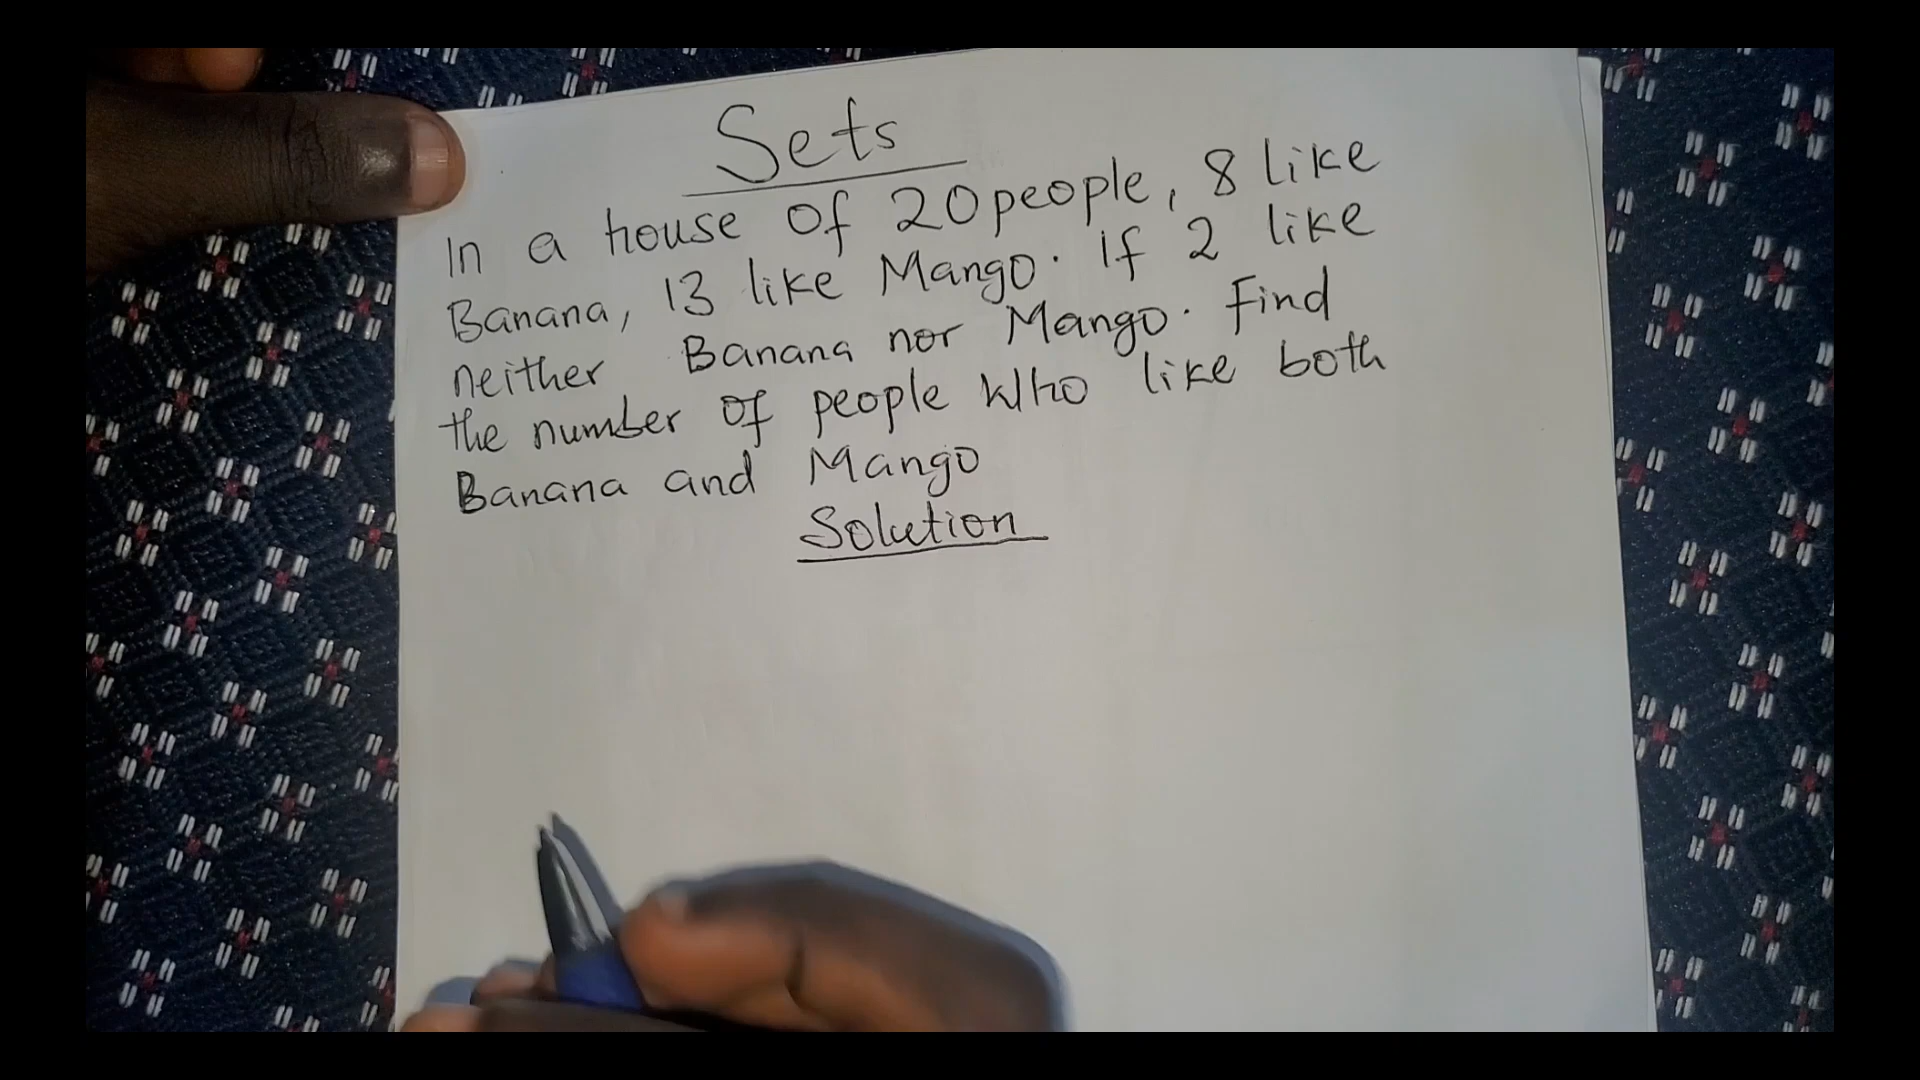 Sets
In a house of 20 people, 8 like
Banana, 13 like Mango. If 2 like
neither Banana nor Mango. Find
the number of people who like both
Banana and Mango
Solution